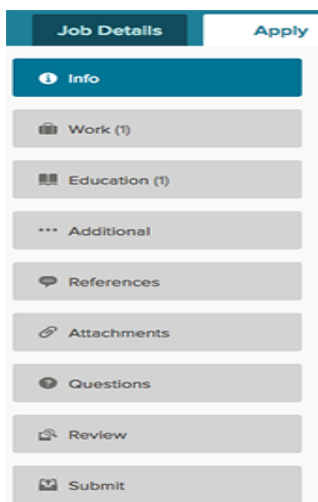 Job Details Apply
Info
Work (1)
Education (1)
Additional
References
Attachments
Questions
Review
Submit